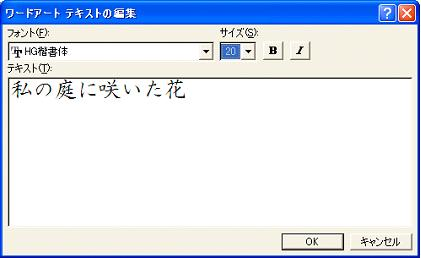 ワードアート テキストの編集
フォント(F):
サイズ(S):
HG楷書体
20
B
I
テキスト(T):
私の庭に咲いた花
OK
キャンセル